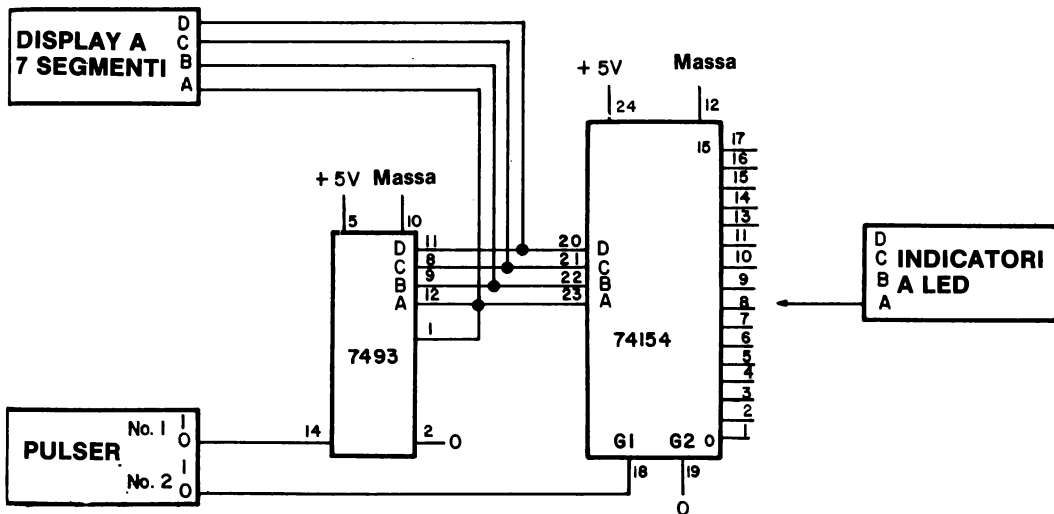 DISPLAY A
7 SEGMENTI
D
C
B
A
+ 5V
Massa
24
12
+ 5V Massa
5
10
7493
D
C
B
A
11
8
9
12
1
14
2
0
20
21
22
23
D
C
B
A
74154
15
17
16
15
14
13
11
10
9
8
7
6
5
4
3
2
1
0
G1
G2
18
19
0
D
C
B
A
INDICATORI
A LED
PULSER
No. 1
1
0
No. 2
1
0